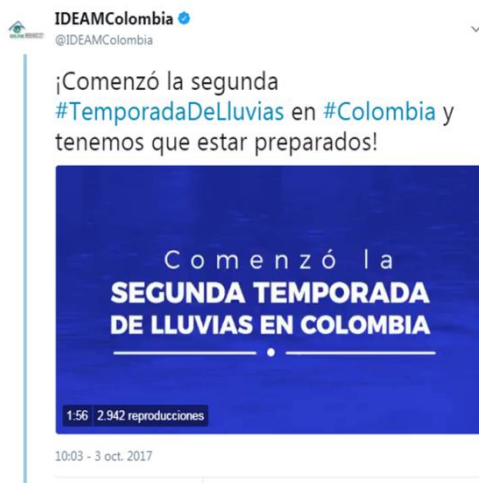 IDEAMColombia
@IDEAMColombia
¡Comenzó la segunda
#TemporadaDeLluvias en #Colombia y
tenemos que estar preparados!
Comenzó la
SEGUNDA TEMPORADA
DE LLUVIAS EN COLOMBIA
1:56 2.942 reproducciones
10:03 - 3 oct. 2017